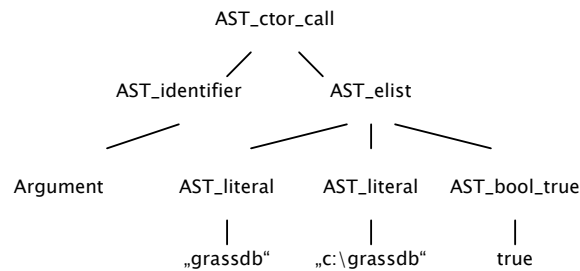 AST_ctor_call
AST_identifier AST_elist
Argument AST_literal AST_literal AST_bool_true
„grassdb“ „c:\grassdb“ true